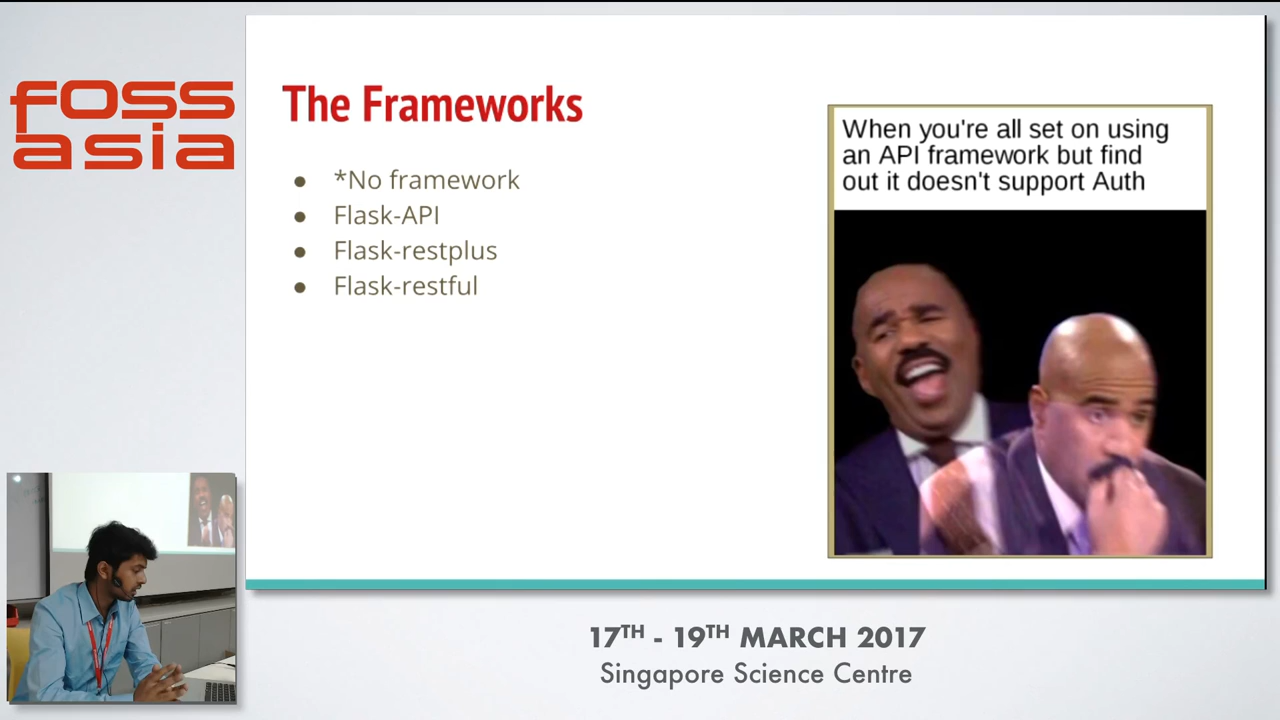 foss
asia
The Frameworks
● *No framework
● Flask-API
● Flask-restplus
● Flask-restful
When you're all set on using
an API framework but find
out it doesn't support Auth
17TH - 19TH MARCH 2017
Singapore Science Centre